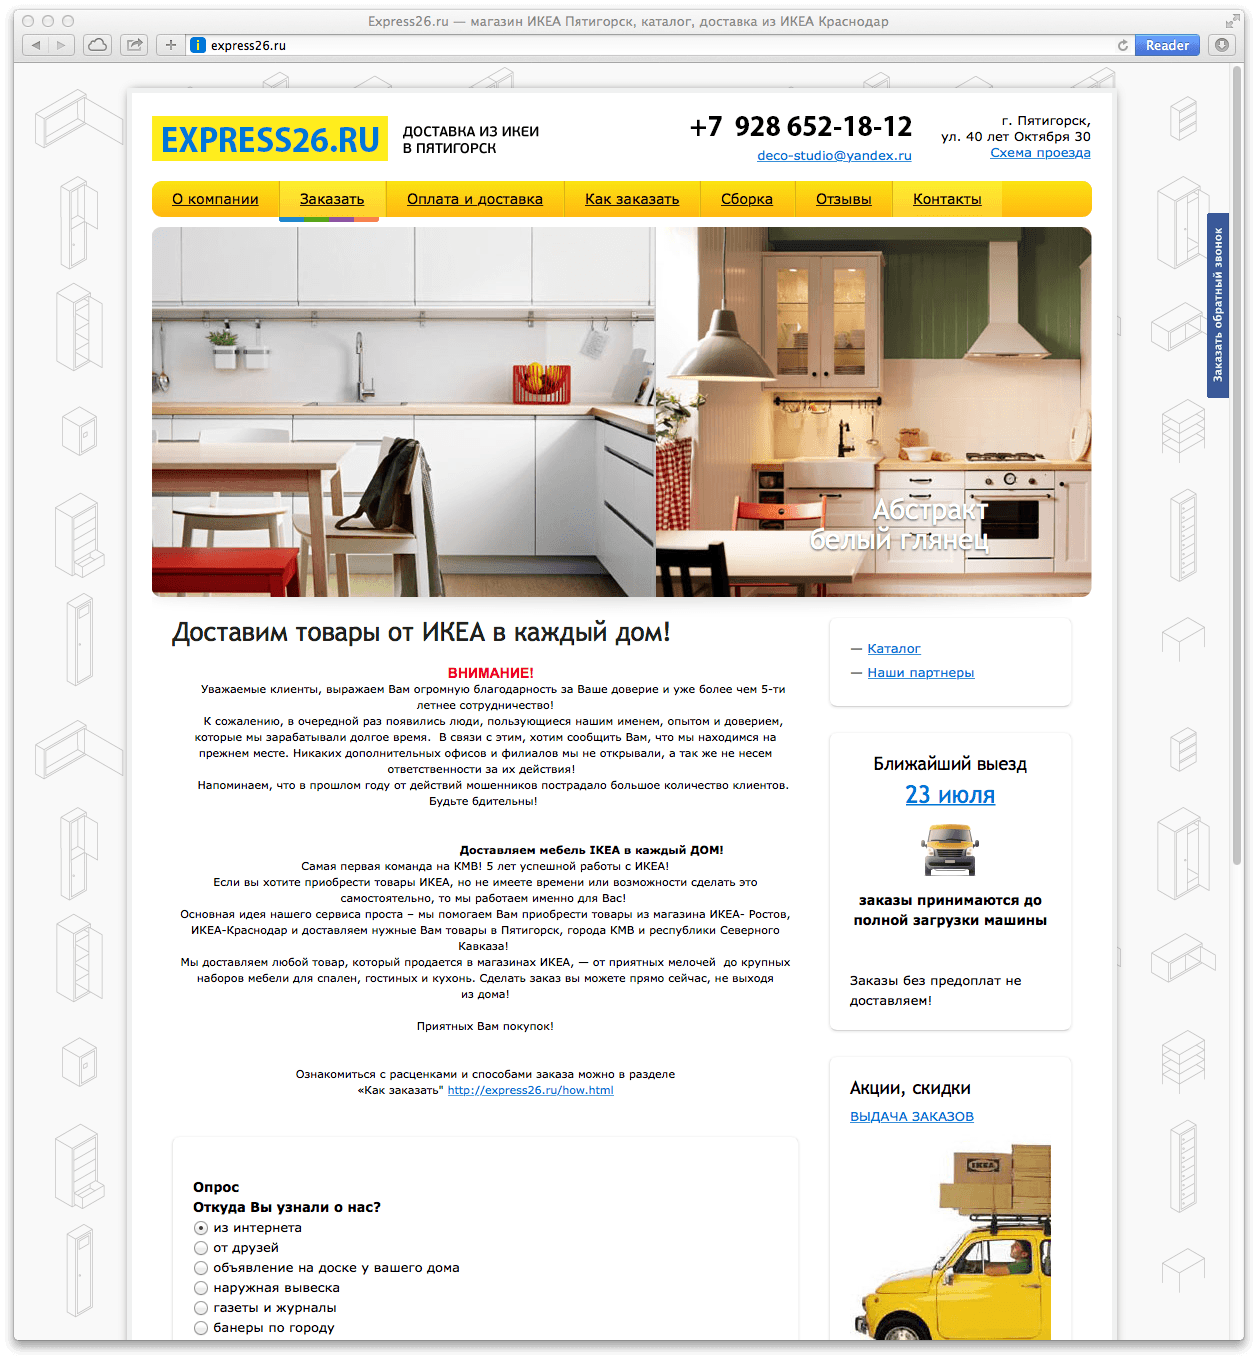 Express26.ru — магазин ИКЕА Пятигорск, каталог, доставка из ИКЕА Краснодар
express26.ru
Reader
EXPRESS26.RU
ДОСТАВКА ИЗ ИКЕИ
В ПЯТИГОРСК
+7 928 652-18-12
deco-studio@yandex.ru
г. Пятигорск,
ул. 40 лет Октября 30
Схема проезда
О компании
Заказать
Оплата и доставка
Как заказать
Сборка
Отзывы
Контакты
Заказать обратный звонок
Абстракт
белый глянец
Доставим товары от ИКЕА в каждый дом!
ВНИМАНИЕ!
Уважаемые клиенты, выражаем Вам огромную благодарность за Ваше доверие и уже более чем 5-ти
летнее сотрудничество!
К сожалению, в очередной раз появились люди, пользующиеся нашим именем, опытом и доверием,
которые мы зарабатывали долгое время.  В связи с этим, хотим сообщить Вам, что мы находимся на
прежнем месте. Никаких дополнительных офисов и филиалов мы не открывали, а так же не несем
ответственности за их действия!
Напоминаем, что в прошлом году от действий мошенников пострадало большое количество клиентов.
Будьте бдительны!
Доставляем мебель IKEA в каждый ДОМ!
Самая первая команда на КМВ! 5 лет успешной работы с ИКЕА!
Если вы хотите приобрести товары ИКЕА, но не имеете времени или возможности сделать это
самостоятельно, то мы работаем именно для Вас!
Основная идея нашего сервиса проста – мы помогаем Вам приобрести товары из магазина ИКЕА- Ростов,
ИКЕА-Краснодар и доставляем нужные Вам товары в Пятигорск, города КМВ и республики Северного
Кавказа!
Мы доставляем любой товар, который продается в магазинах ИКЕА, — от приятных мелочей  до крупных
наборов мебели для спален, гостиных и кухонь. Сделать заказ вы можете прямо сейчас, не выходя
из дома!
Приятных Вам покупок!
Ознакомиться с расценками и способами заказа можно в разделе
«Как заказать" http://express26.ru/how.html
Опрос
Откуда Вы узнали о нас?
из интернета
от друзей
объявление на доске у вашего дома
наружная вывеска
газеты и журналы
банеры по городу
— Каталог
— Наши партнеры
Ближайший выезд
23 июля
заказы принимаются до
полной загрузки машины
Заказы без предоплат не
доставляем!
Акции, скидки
ВЫДАЧА ЗАКАЗОВ
IKEA